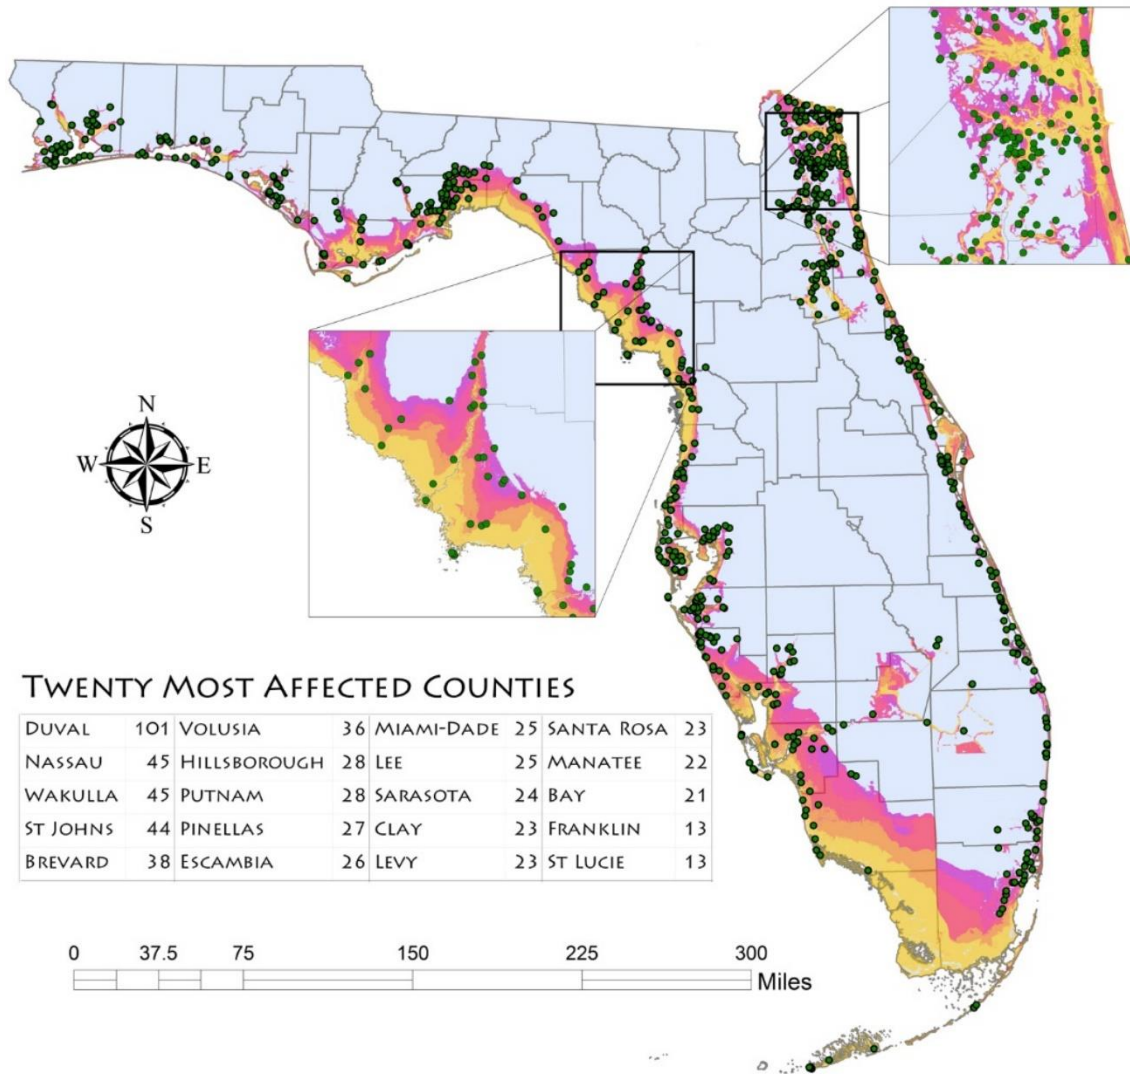 N
W E
S
TWENTY MOST AFFECTED COUNTIES
DUVAL 101 VOLUSIA 36 MIAMI-DADE 25 SANTA ROSA 23
NASSAU 45 HILLSBOROUGH 28 LEE 25 MANATEE 22
WAKULLA 45 PUTNAM 28 SARASOTA 24 BAY 21
ST JOHNS 44 PINELLAS 27 CLAY 23 FRANKLIN 13
BREVARD 38 ESCAMBIA 26 LEVY 23 ST LUCIE 13
0 37.5 75 150 225 300
Miles